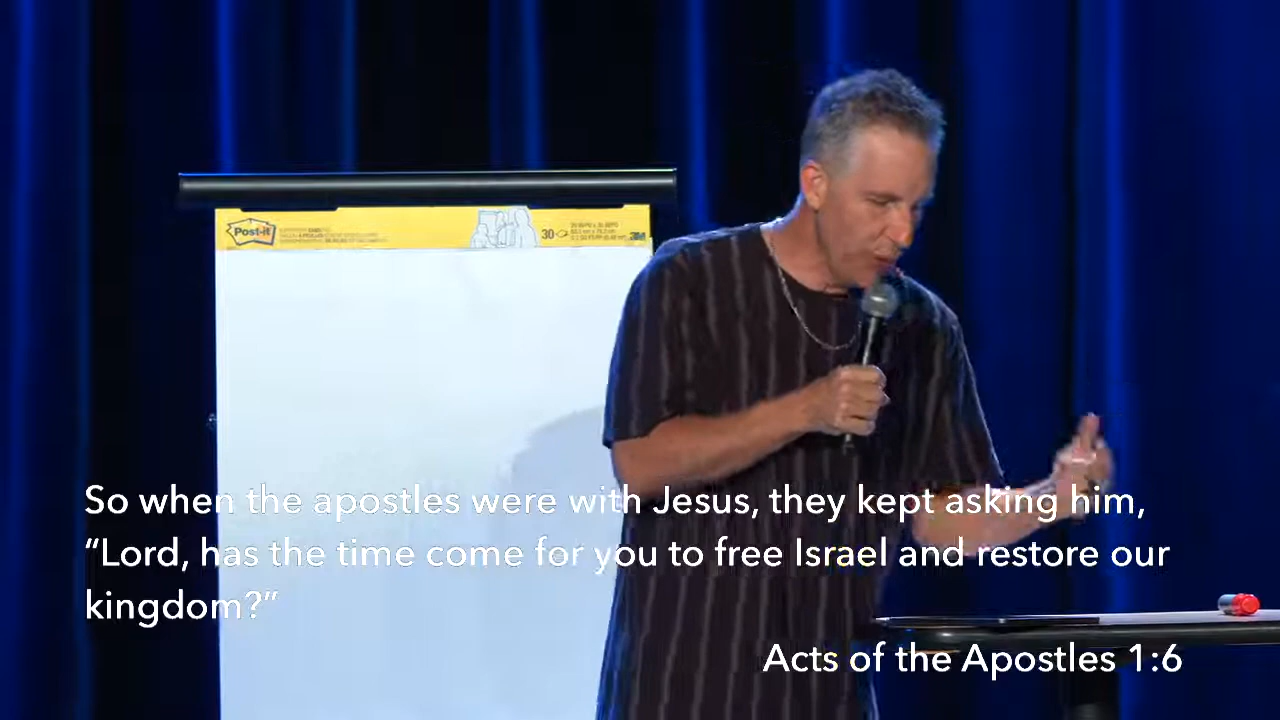 Post-it
30
3M
So when the apostles were with Jesus, they kept asking him,
“Lord, has the time come for you to free Israel and restore our
kingdom?”
Acts of the Apostles 1:6